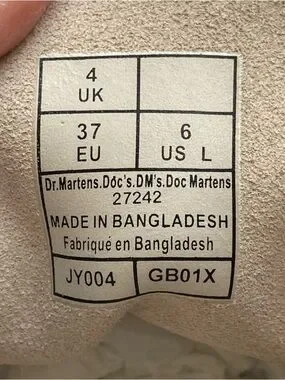 4
UK
37
EU
6
US L
Dr.Martens.Dòc's.DM's.Doc Martens
27242
MADE IN BANGLADESH
Fabriqué en Bangladesh
JY004
GB01X